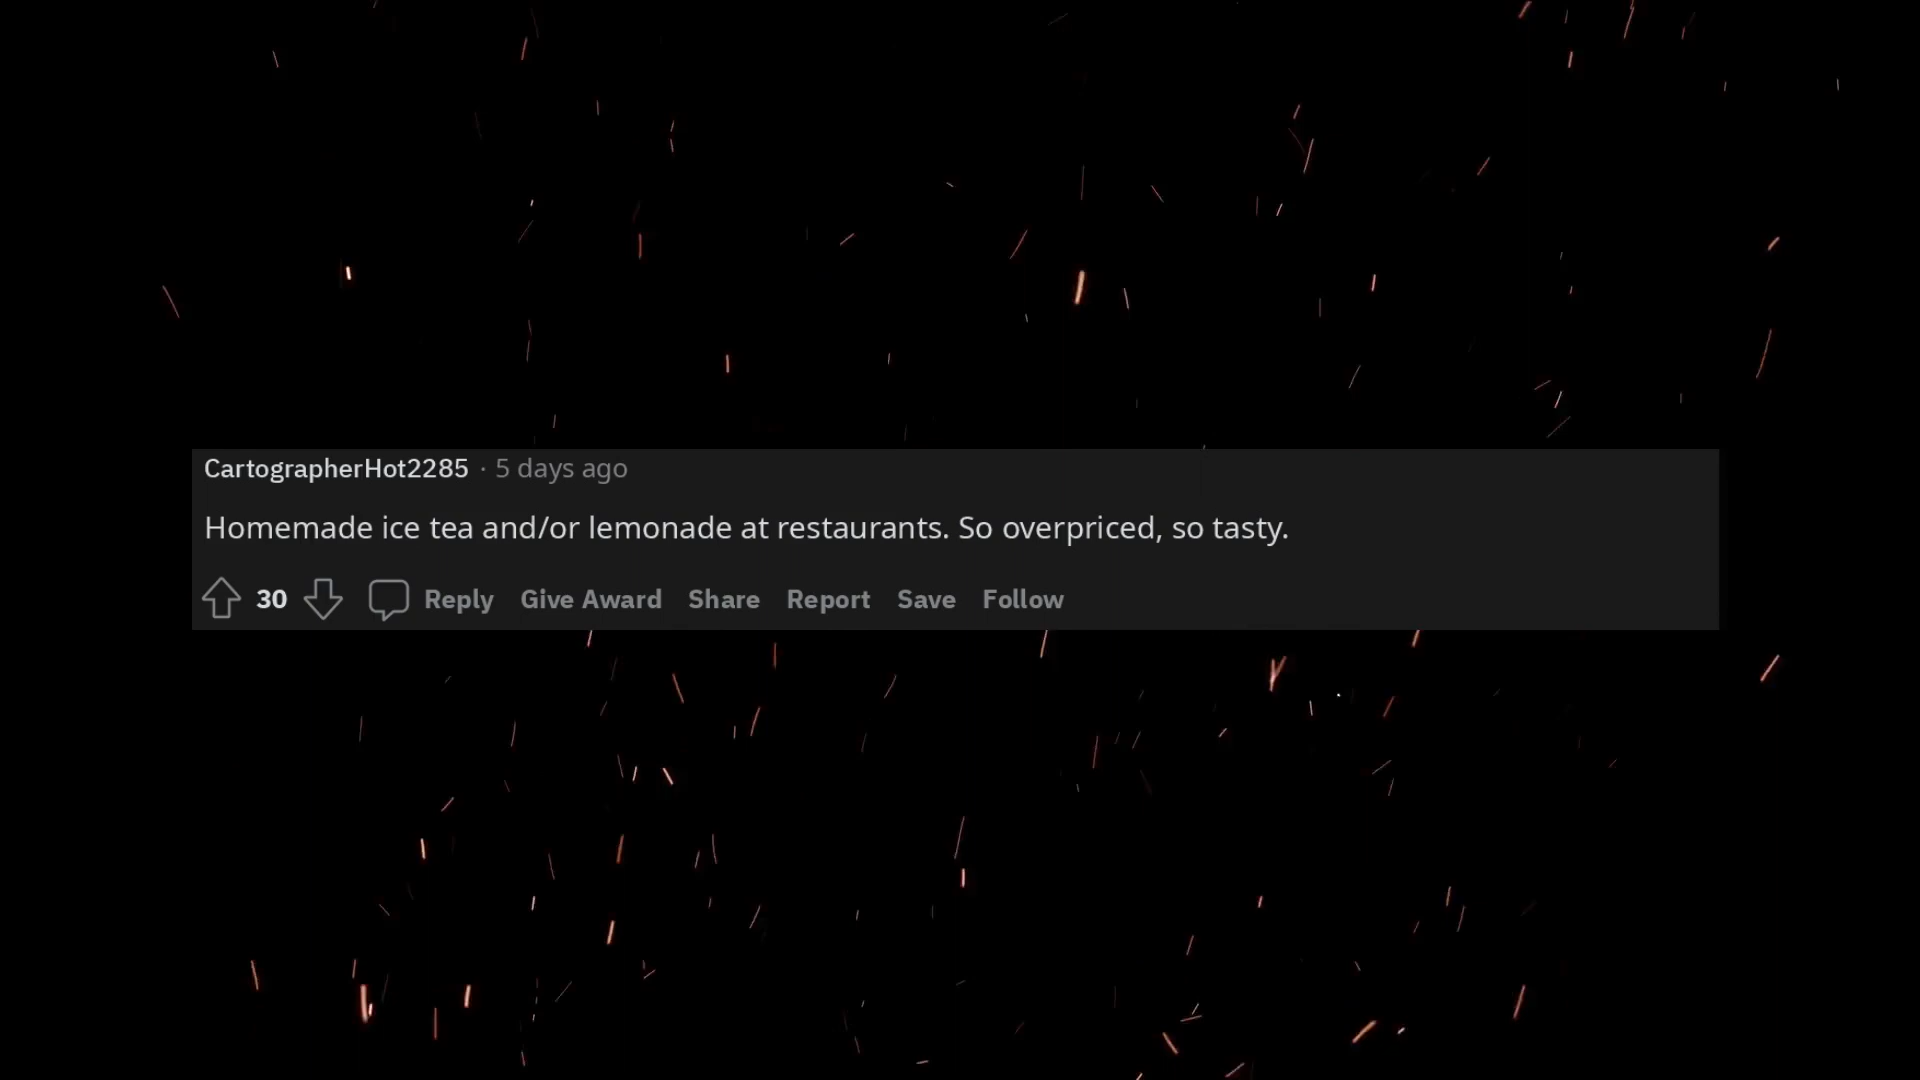 CartographerHot2285 · 5 days ago
Homemade ice tea and/or lemonade at restaurants. So overpriced, so tasty.
30 Reply Give Award Share Report Save Follow